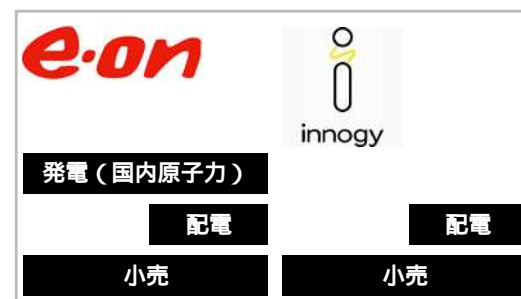 e·on
innogy
発電（国内原子力）
配電 配電
小売 小売